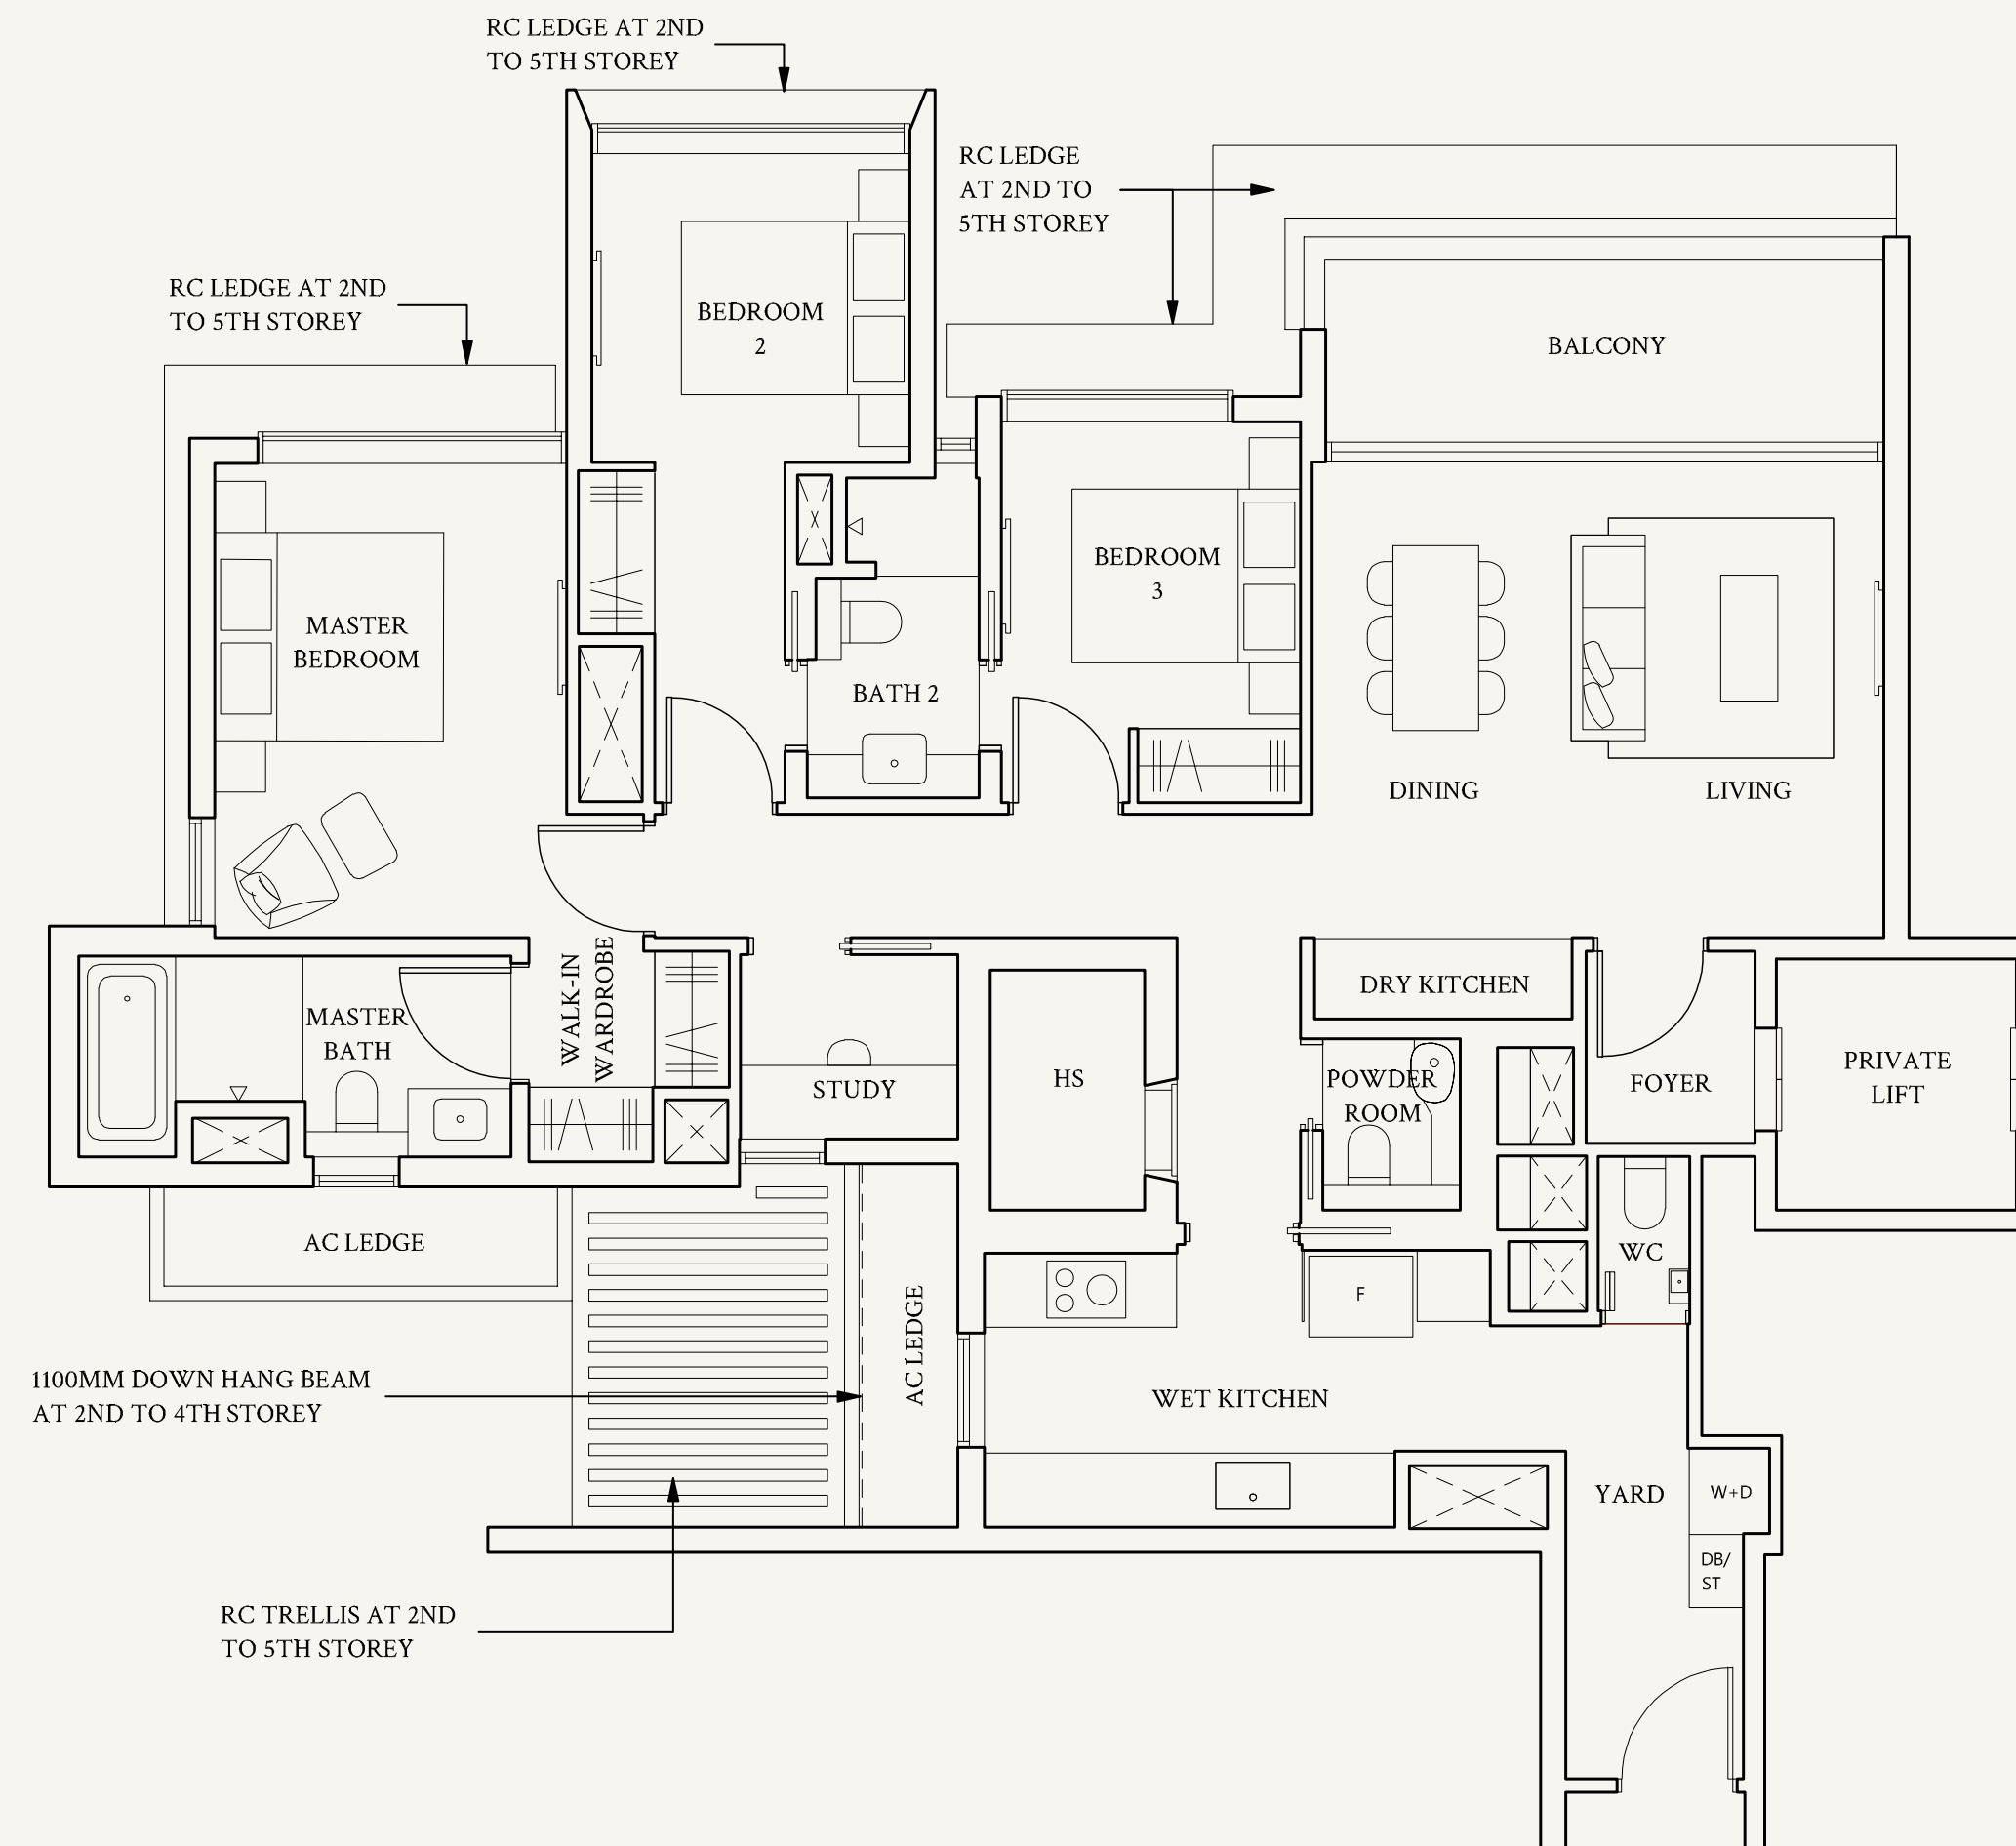 RC LEDGE AT 2ND
TO 5TH STOREY
RC LEDGE
AT 2ND TO
5TH STOREY
RC LEDGE AT 2ND
TO 5TH STOREY
BEDROOM
2
BALCONY
MASTER
BEDROOM
BEDROOM
3
BATH 2
DINING
LIVING
WALK-IN
WARDROBE
MASTER
BATH
STUDY
HS
DRY KITCHEN
POWDER
ROOM
FOYER
PRIVATE
LIFT
AC LEDGE
WC
F
AC LEDGE
1100MM DOWN HANG BEAM
AT 2ND TO 4TH STOREY
WET KITCHEN
YARD
W+D
DB/
ST
RC TRELLIS AT 2ND
TO 5TH STOREY